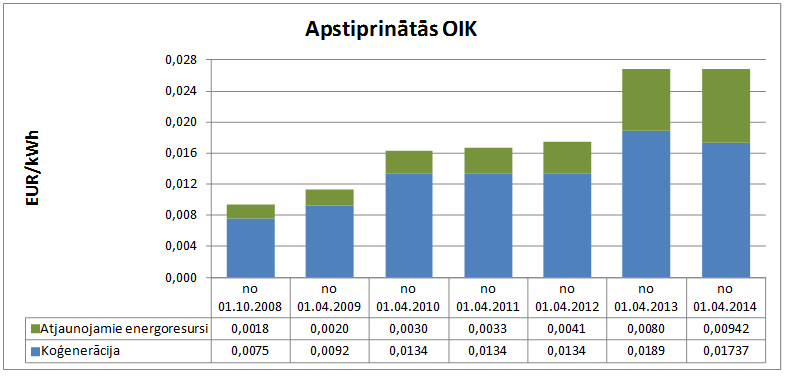 Apstiprinātās OIK
EUR/kWh
0,028
0,024
0,020
0,016
0,012
0,008
0,004
0,000
no 01.10.2008 no 01.04.2009 no 01.04.2010 no 01.04.2011 no 01.04.2012 no 01.04.2013 no 01.04.2014
Atjaunojamie energoresursi 0,0018 0,0020 0,0030 0,0033 0,0041 0,0080 0,00942
Koģenerācija 0,0075 0,0092 0,0134 0,0134 0,0134 0,0189 0,01737